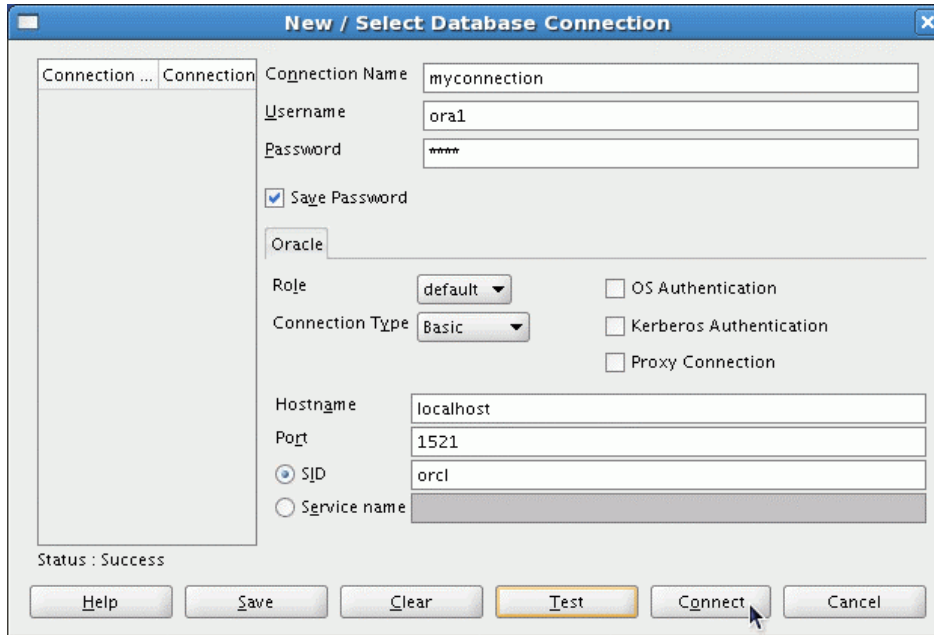 New / Select Database Connection
Connection ... Connection
Connection Name myconnection
Username ora1
Password ****
Save Password
Oracle
Role default
OS Authentication
Connection Type Basic
Kerberos Authentication
Proxy Connection
Hostname localhost
Port 1521
SID orcl
Service name
Status : Success
Help Save Clear Test Connect Cancel